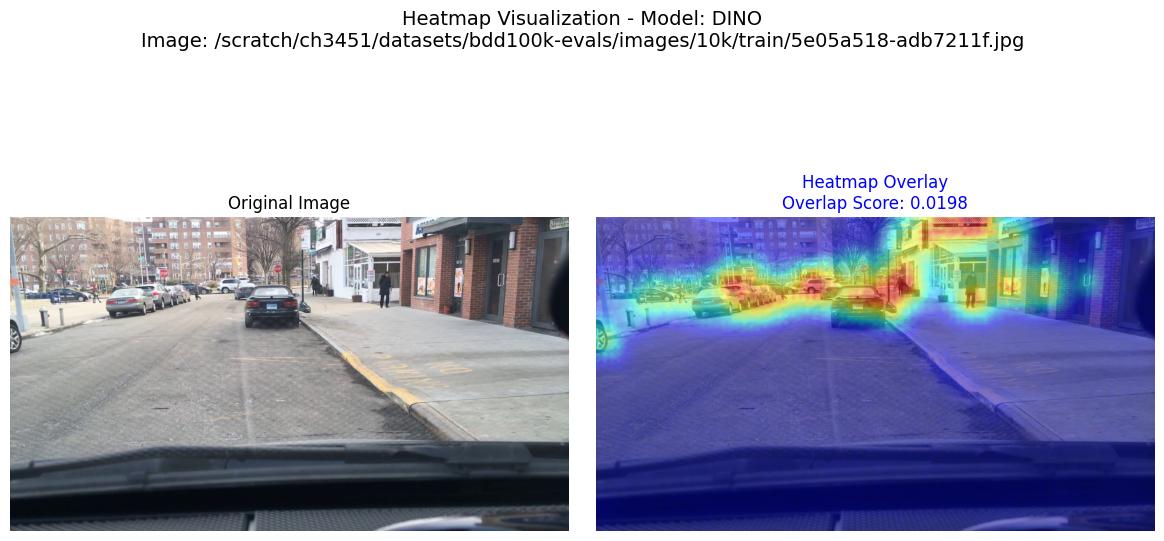 Heatmap Visualization - Model: DINO
Image: /scratch/ch3451/datasets/bdd100k-evals/images/10k/train/5e05a518-adb7211f.jpg
Original Image
Heatmap Overlay
Overlap Score: 0.0198